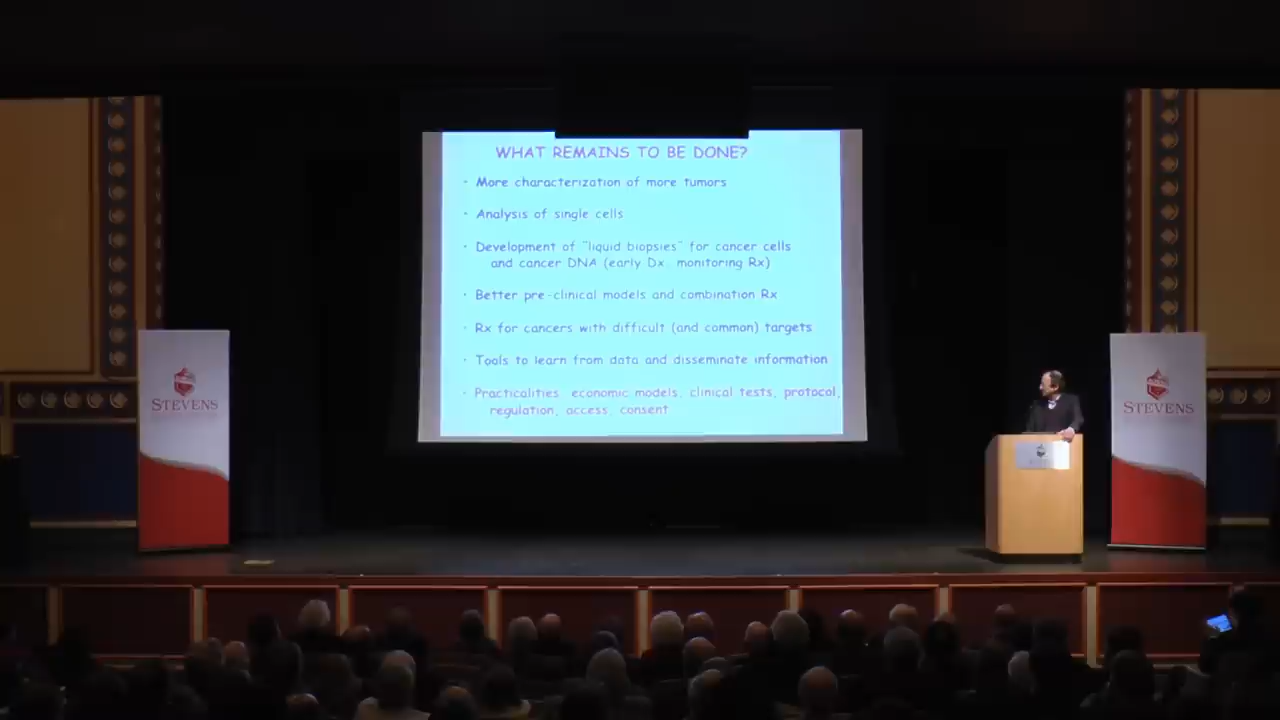 WHAT REMAINS TO BE DONE?
· More characterization of more tumors
· Analysis of single cells
· Development of "liquid biopsies" for cancer cells
and cancer DNA (early Dx. monitoring Rx)
· Better pre-clinical models and combination Rx
· Rx for cancers with difficult (and common) targets
· Tools to learn from data and disseminate information
· Practicalities: economic models, clinical tests, protocol,
regulation, access, consent
STEVENS
STEVENS